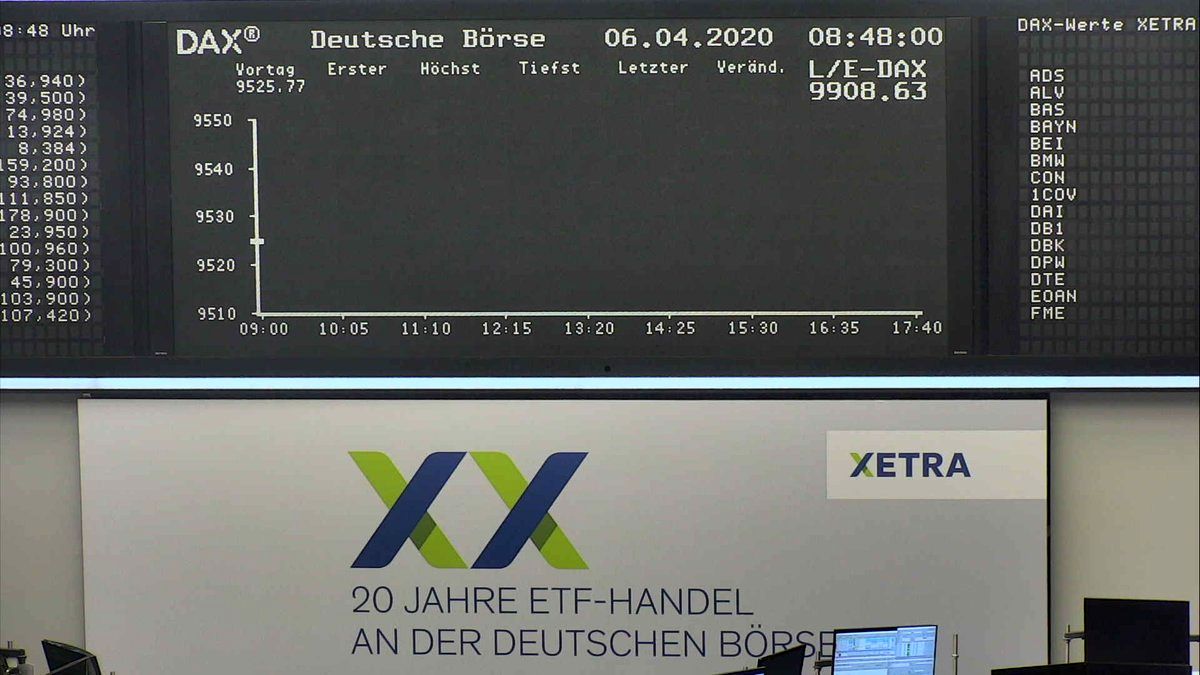 08:48 Uhr
36,940)
39,500)
74,980)
13,924)
8,384)
159,200)
93,800)
111,850)
178,900)
23,950)
100,960)
79,300)
45,900)
103,900)
107,420)
DAX® Deutsche Börse 06.04.2020 08:48:00
Vortag Erster Höchst Tiefst Letzter Veränd. L/E-DAX
9525.77 9908.63
9550
9540
9530
9520
9510
09:00 10:05 11:10 12:15 13:20 14:25 15:30 16:35 17:40
DAX-Werte XETRA
ADS
ALV
BAS
BAYN
BEI
BMW
CON
1COV
DAI
DB1
DBK
DPW
DTE
EOAN
FME
XETRA
XX
20 JAHRE ETF-HANDEL
AN DER DEUTSCHEN BÖRSE